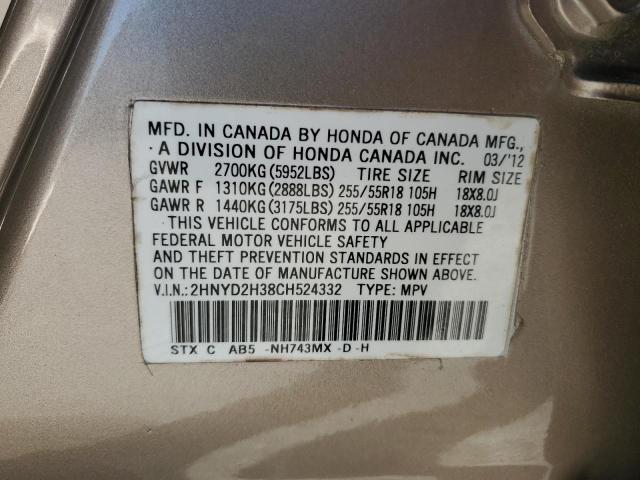 MFD. IN CANADA BY HONDA OF CANADA MFG.,
A DIVISION OF HONDA CANADA INC. 03/'12
GVWR 2700KG(5952LBS) TIRE SIZE RIM SIZE
GAWR F 1310KG(2888LBS) 255/55R18 105H 18X8.0J
GAWR R 1440KG(3175LBS) 255/55R18 105H 18X8.0J
THIS VEHICLE CONFORMS TO ALL APPLICABLE
FEDERAL MOTOR VEHICLE SAFETY
AND THEFT PREVENTION STANDARDS IN EFFECT
ON THE DATE OF MANUFACTURE SHOWN ABOVE.
V.I.N.:2HNYD2H38CH524332 TYPE: MPV
STX C AB5 -NH743MX -D -H